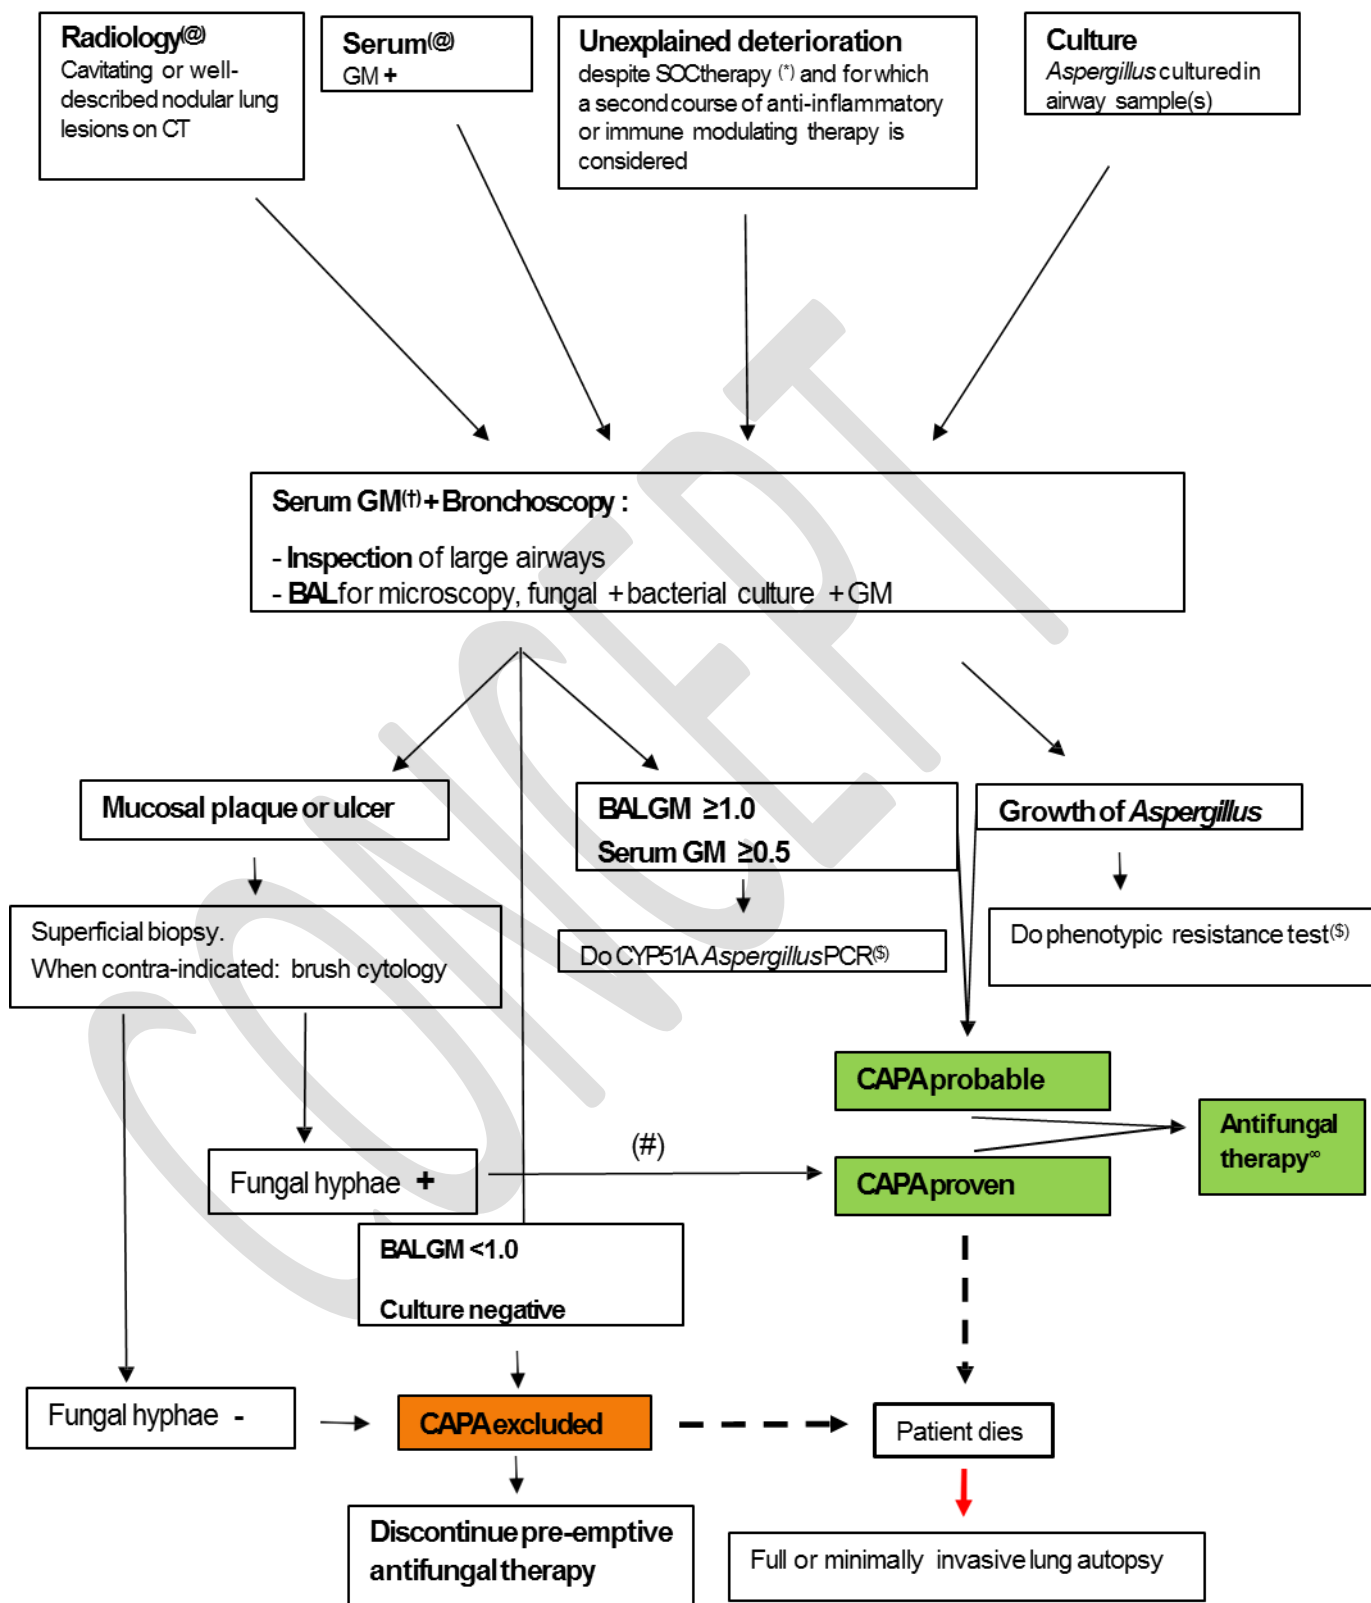 Radiology(@)
Cavitating or well-
described nodular lung
lesions on CT
Serum(@)
GM +
Unexplained deterioration
despite SOCtherapy (*) and for which
a second course of anti-inflammatory
or immune modulating therapy is
considered
Culture
Aspergillus cultured in
airway sample(s)
Serum GM(†) + Bronchoscopy :
- Inspection of large airways
- BAL for microscopy, fungal + bacterial culture + GM
Mucosal plaque or ulcer
BALGM ≥1.0
Serum GM ≥0.5
Growth of Aspergillus
Superficial biopsy.
When contra-indicated: brush cytology
Do CYP51A Aspergillus PCR($)
Do phenotypic resistance test($)
CAPA probable
Antifungal
therapy∞
(#)
Fungal hyphae +
CAPA proven
BALGM <1.0
Culture negative
Fungal hyphae -
CAPA excluded
Patient dies
Discontinue pre-emptive
antifungal therapy
Full or minimally invasive lung autopsy
CONCEPT